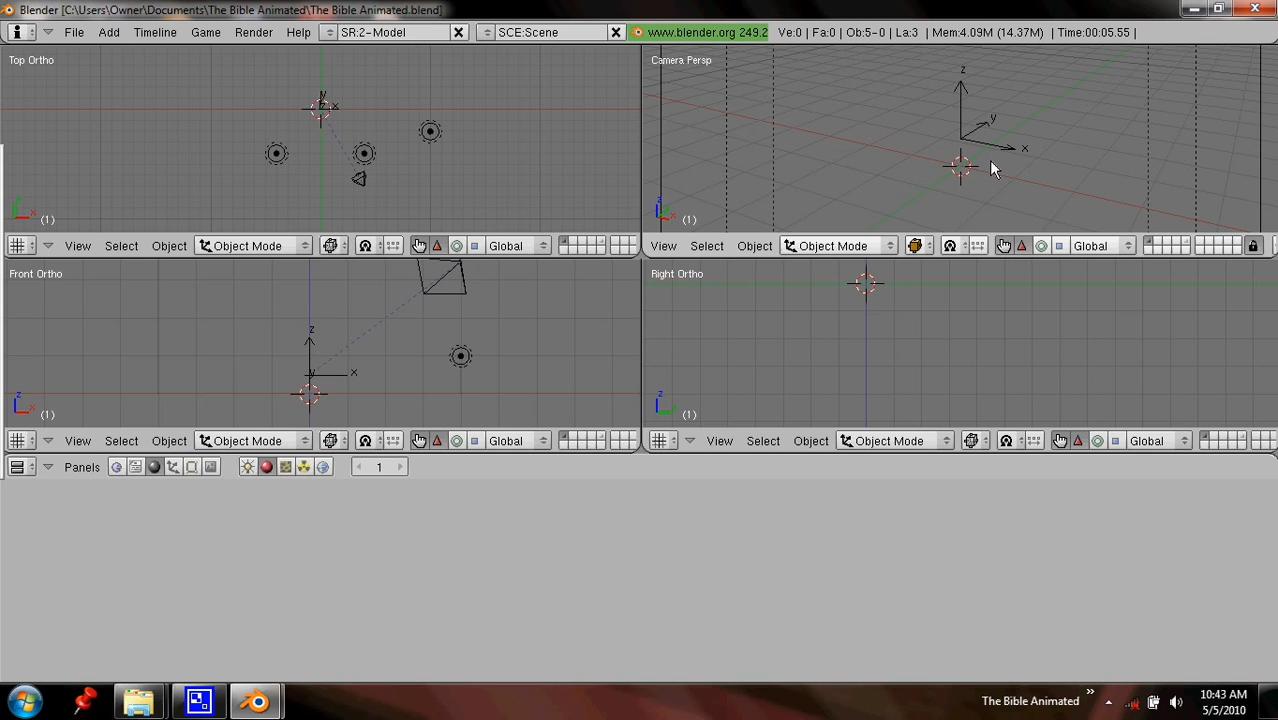 Blender [C:\Users\Owner\Documents\The Bible Animated\The Bible Animated.blend]
File Add Timeline Game Render Help SR:2-Model SCE:Scene www.blender.org 249.2 Ve:0 | Fa:0 | Ob:5-0 | La:3 | Mem:4.09M (14.37M) | Time:00:05.55 |
Top Ortho
y
x
(1)
View Select Object Object Mode Global
Camera Persp
z
y
x
z
x
(1)
View Select Object Object Mode Global
Front Ortho
z
y x
z
x
(1)
View Select Object Object Mode Global
Right Ortho
z
(1)
View Select Object Object Mode Global
Panels 1
The Bible Animated
10:43 AM
5/5/2010